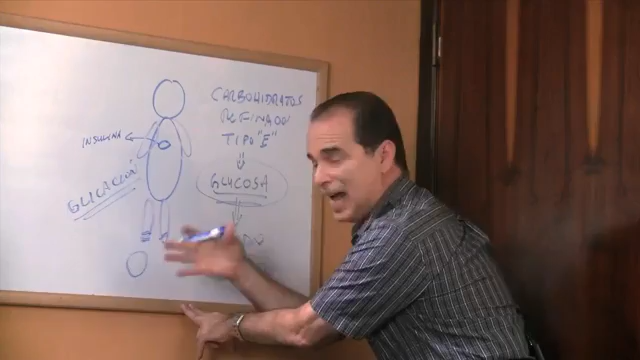 CARBOHIDRATOS
REFINADOS
TIPO "E"
INSULINA
GLUCOSA
GLICACIÓN